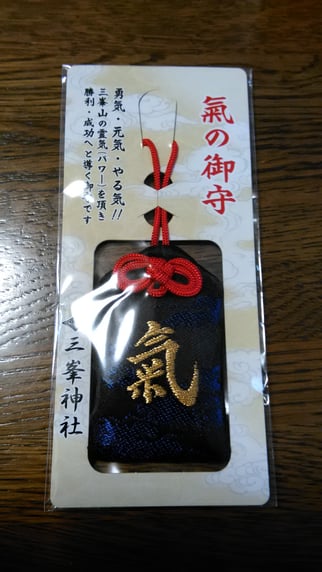 氣の御守
勇気・元気・やる気!!
三峯山の霊気(パワー)を頂き
勝利・成功へと導く御守です
氣
三峯神社